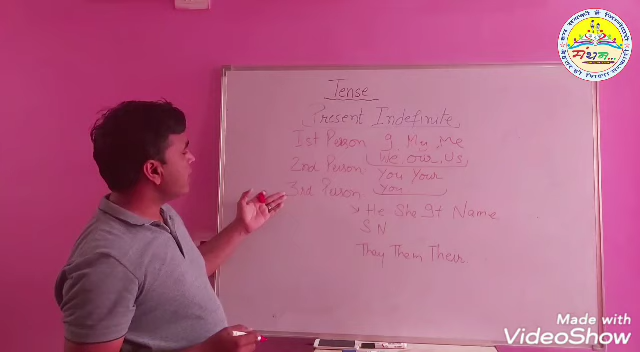 मंथन...
Tense
Present Indefinite
1st Person I My Me
We Our, Us
2nd Person You Your
You
3rd Person
He She It Name
S N
They Them Their
Made with
VideoShow